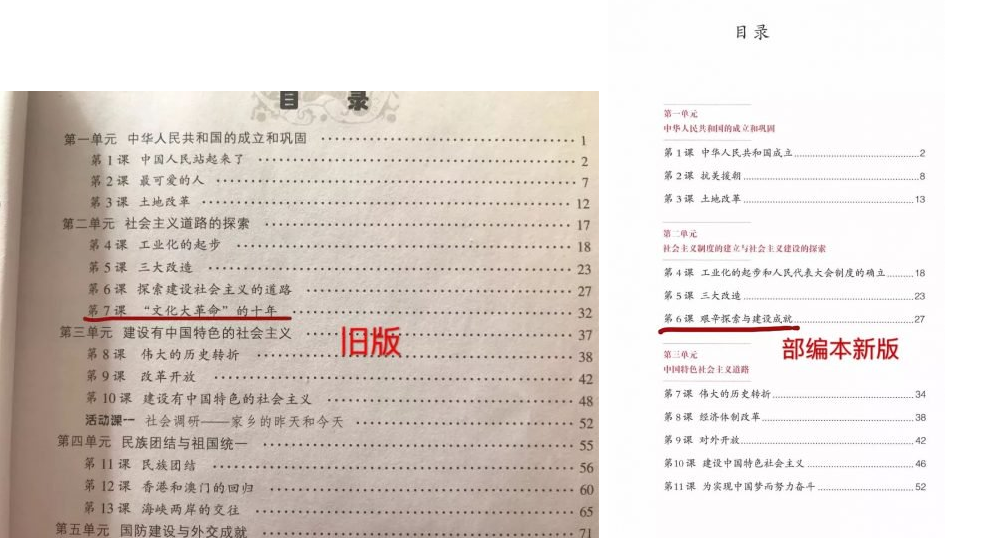 目 录
第一单元 中华人民共和国的成立和巩固 1
第1课 中国人民站起来了 2
第2课 最可爱的人 7
第3课 土地改革 12
第二单元 社会主义道路的探索 17
第4课 工业化的起步 18
第5课 三大改造 23
第6课 探索建设社会主义的道路 27
第7课 “文化大革命”的十年 32
第三单元 建设有中国特色的社会主义 37
第8课 伟大的历史转折 38
第9课 改革开放 42
第10课 建设有中国特色的社会主义 48
活动课一 社会调研——家乡的昨天和今天 52
第四单元 民族团结与祖国统一 55
第11课 民族团结 56
第12课 香港和澳门的回归 60
第13课 海峡两岸的交往 65
第五单元 国防建设与外交成就 71
旧版
目录
第一单元
中华人民共和国的成立和巩固
第1课 中华人民共和国成立 2
第2课 抗美援朝 8
第3课 土地改革 13
第二单元
社会主义制度的建立与社会主义建设的探索
第4课 工业化的起步和人民代表大会制度的确立 18
第5课 三大改造 23
第6课 艰辛探索与建设成就 27
部编本新版
第三单元
中国特色社会主义道路
第7课 伟大的历史转折 34
第8课 经济体制改革 38
第9课 对外开放 42
第10课 建设中国特色社会主义 46
第11课 为实现中国梦而努力奋斗 52